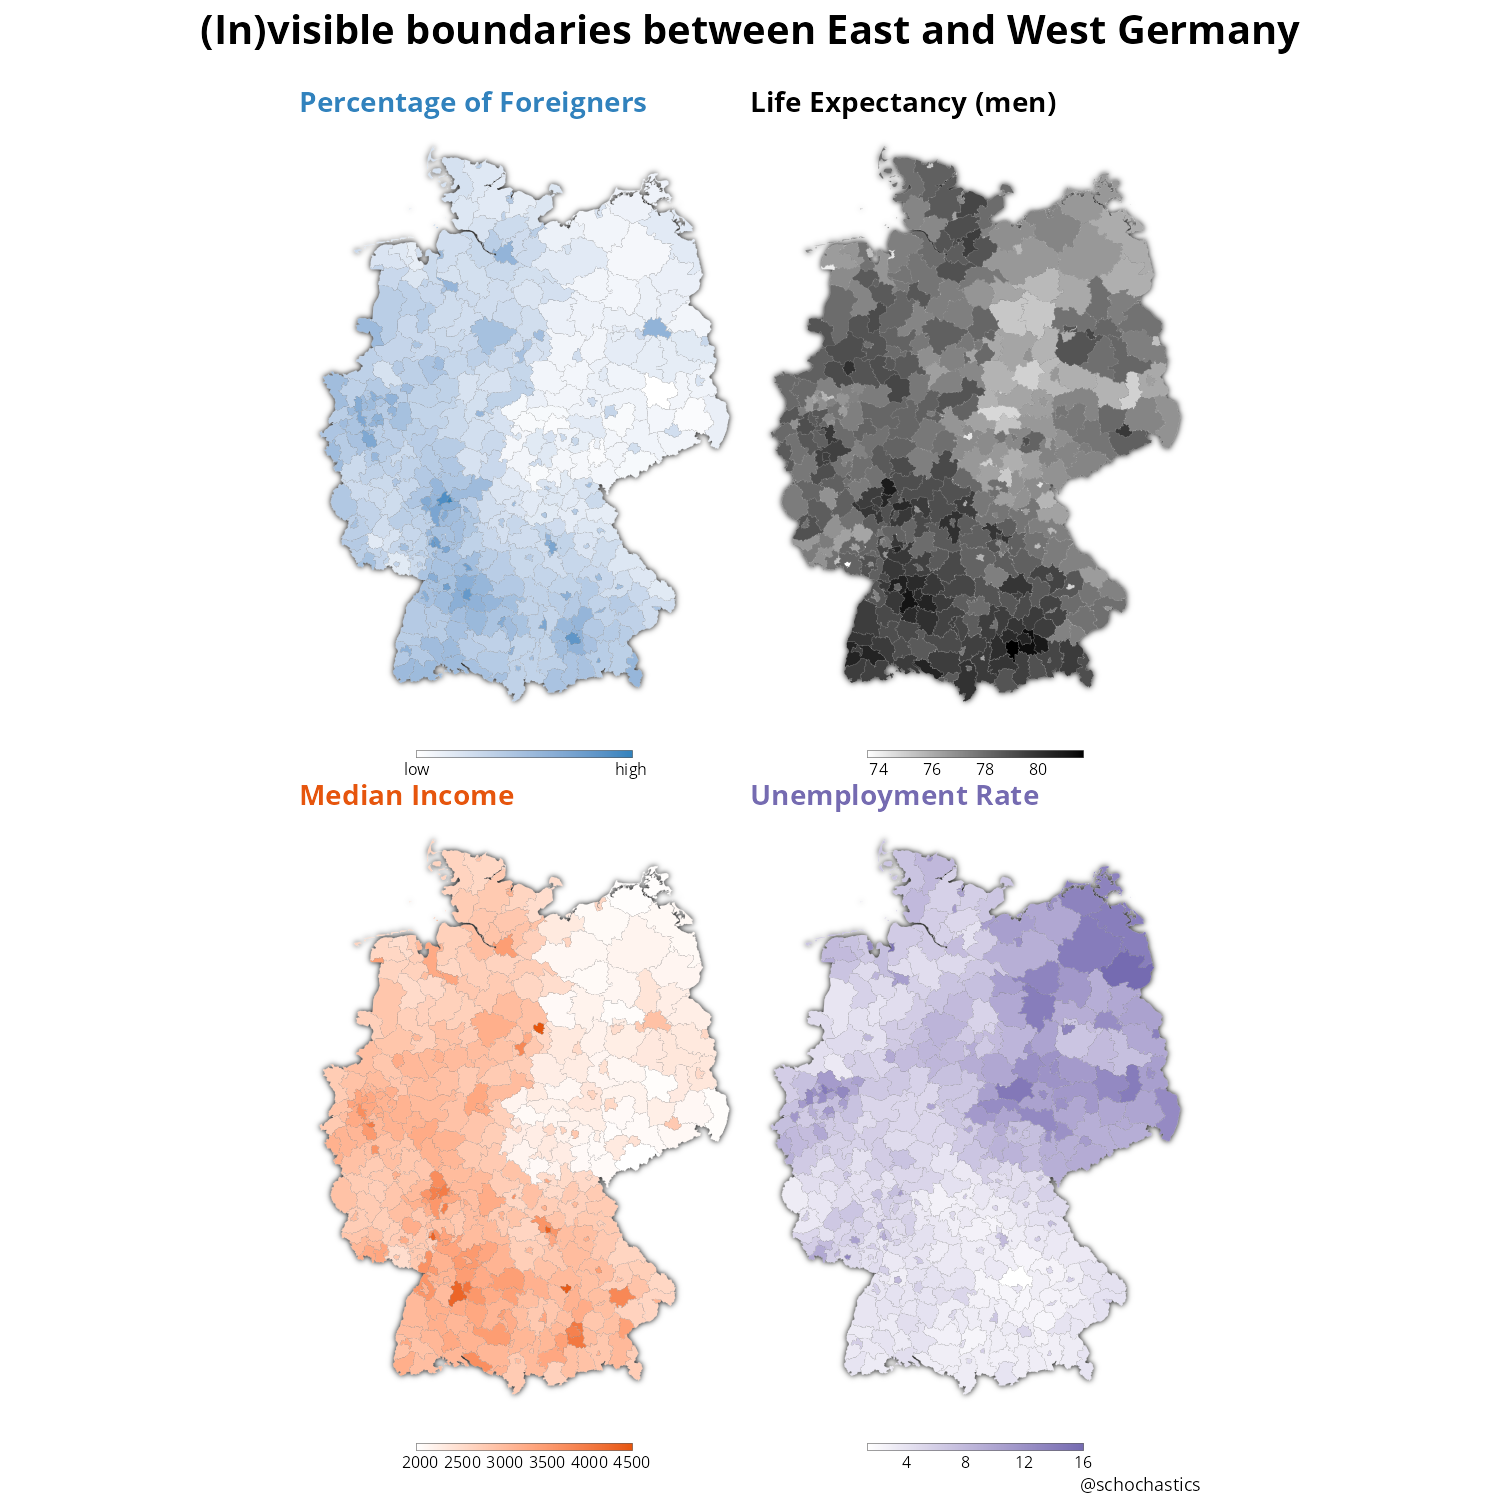 (In)visible boundaries between East and West Germany
Percentage of Foreigners
Life Expectancy (men)
low high
74 76 78 80
Median Income
Unemployment Rate
2000 2500 3000 3500 4000 4500
4 8 12 16
@schochastics